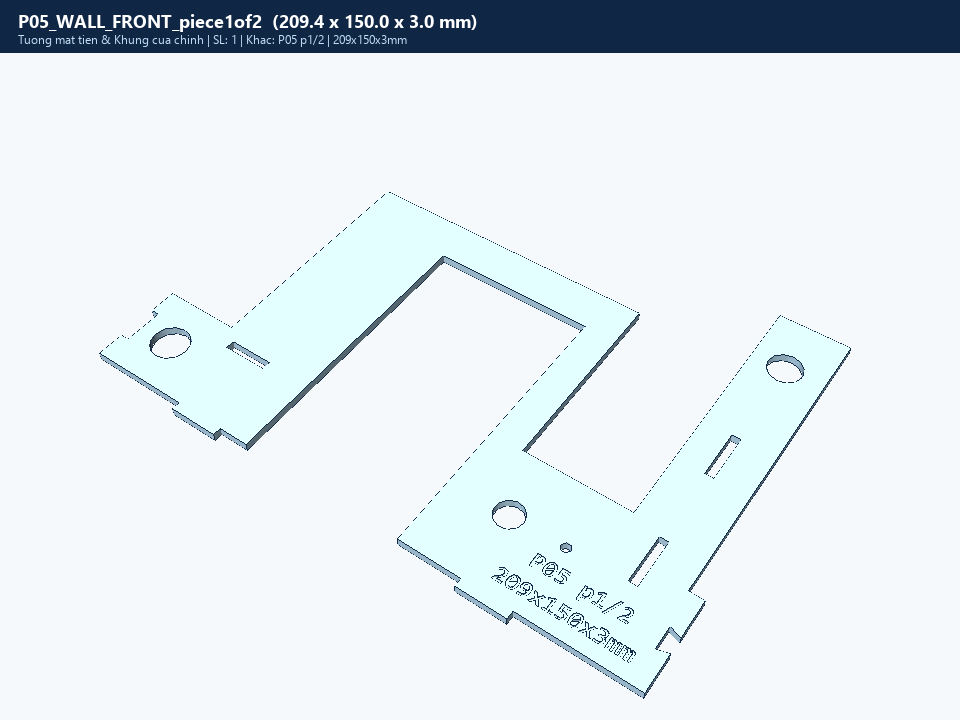 P05_WALL_FRONT_piece1of2 (209.4 x 150.0 x 3.0 mm)
Tuong mat tien & Khung cua chinh | SL: 1 | Khac: P05 p1/2 | 209x150x3mm
P05 p1/2
209x150x3mm